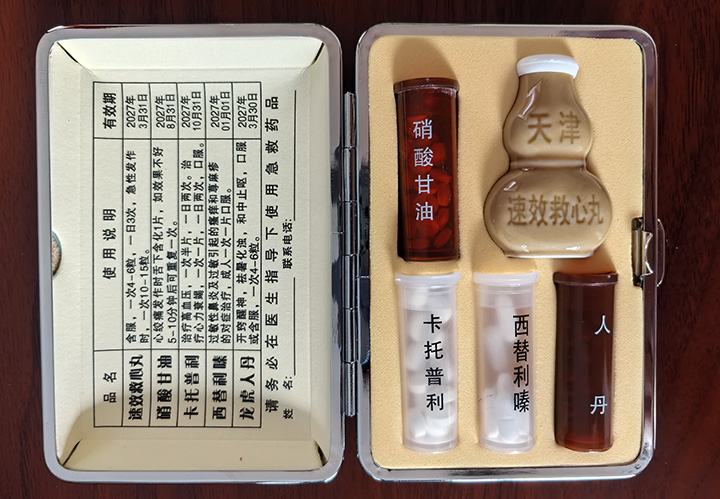 品 名 使 用 说 明 有效期
速效救心丸 含服,一次4-6粒,一日3次,急性发作 2027年
时,一次10-15粒。 3月31日
硝酸甘油 心绞痛发作时舌下含化1片,如效果不好 2027年
5-10分钟后可重复一次。 8月31日
卡托普利 治疗高血压,一次半片,一日两次。治 2027年
疗心力衰竭,一次一片,一日两次,口服。 10月31日
西替利嗪 过敏性鼻炎及过敏引起的瘙痒和荨麻疹 2027年
的对症治疗,成人一次一片口服。 01月01日
龙虎人丹 开窍醒神,祛暑化浊,和中止呕,口服 2027年
或含服,一次4-6粒。
请务必在医生指导下使用急救药品
姓 名: 联系电话:
硝酸甘油
天津
速效救心丸
卡托普利
西替利嗪
人丹